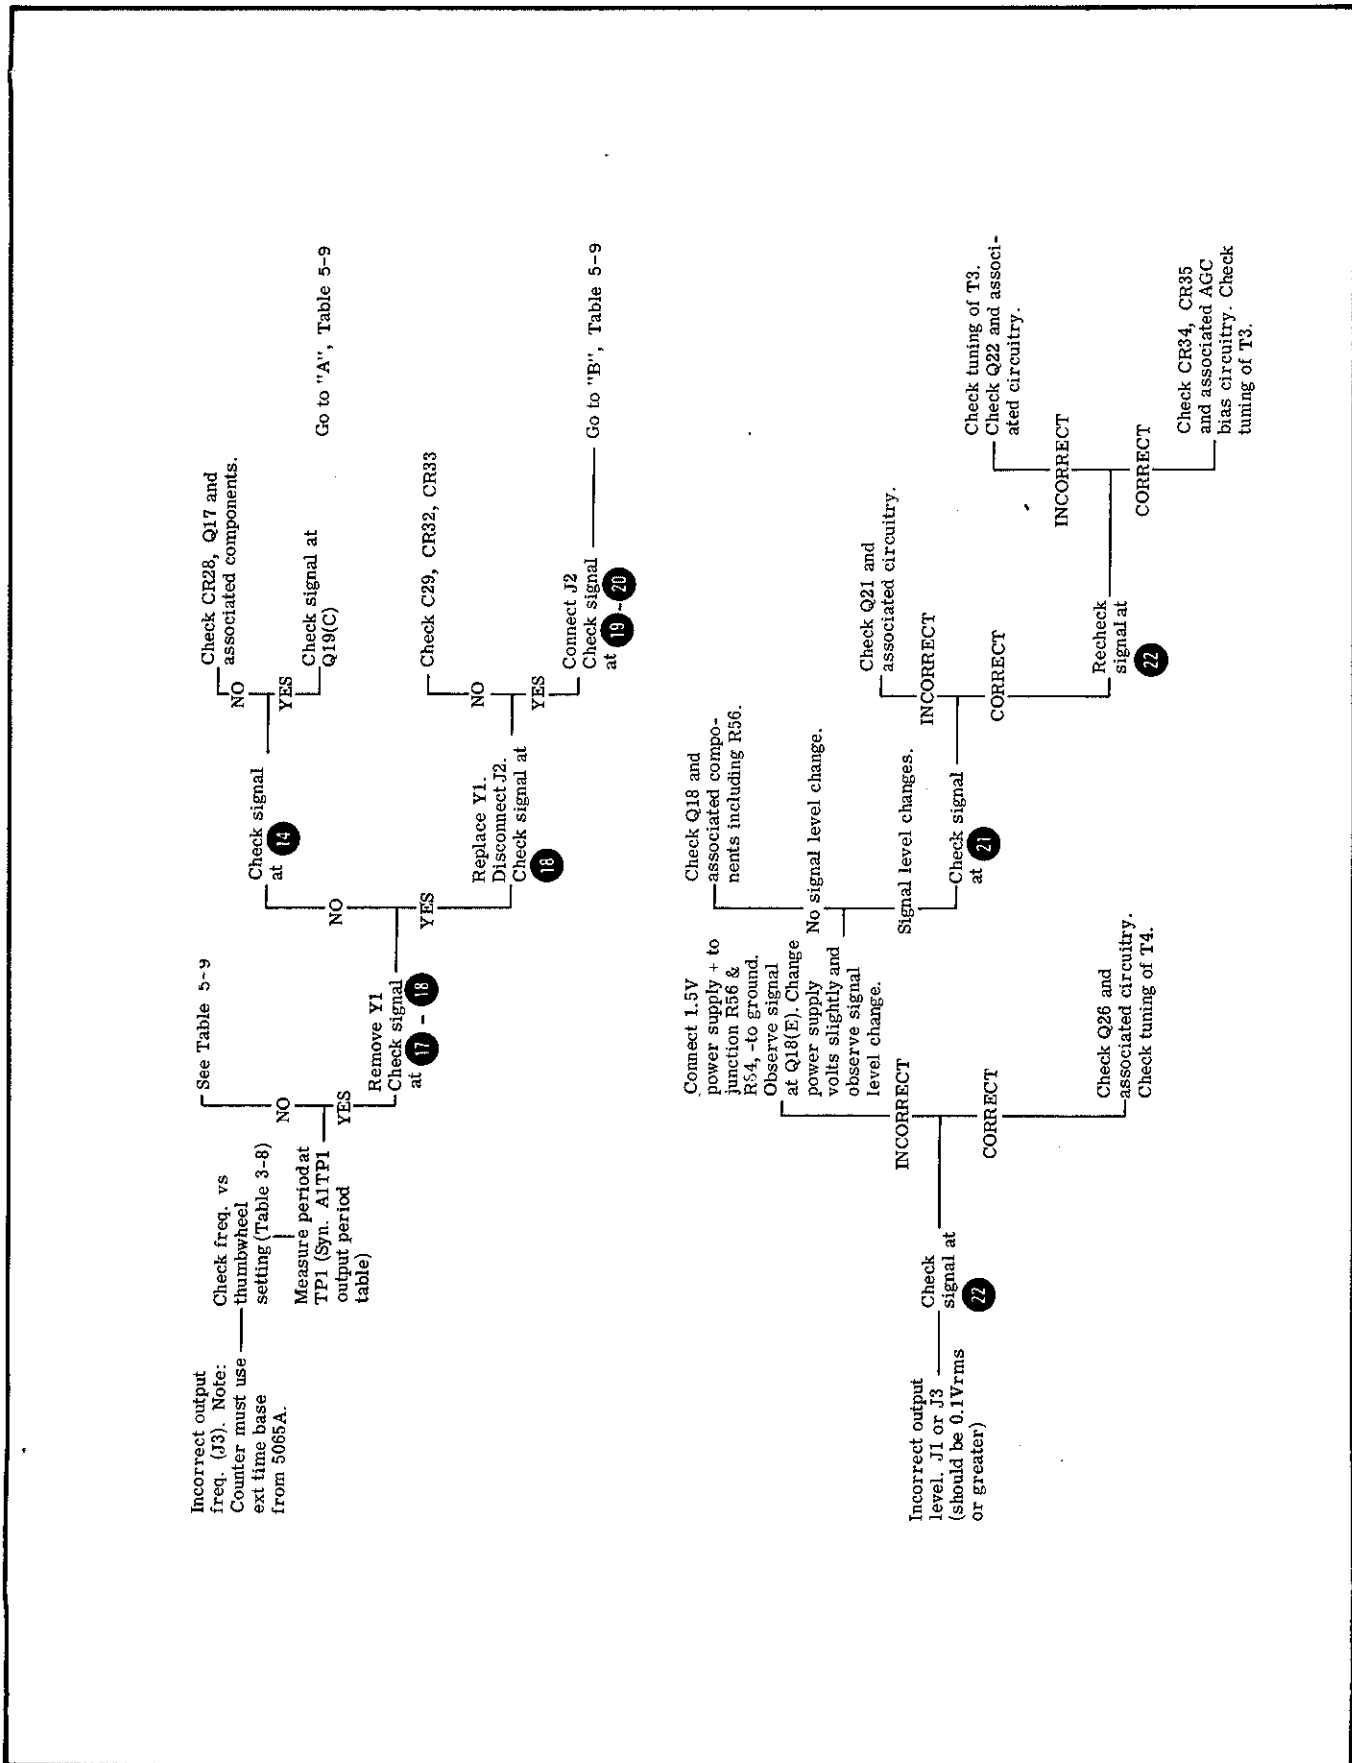 Incorrect output
freq. (J3). Note:
Counter must use
ext time base
from 5065A.
Check freq. vs
thumbwheel
setting (Table 3-8)
Measure period at
TP1 (Syn. A1TP1
output period
table)
NO
See Table 5-9
YES
Remove Y1
Check signal
at 17 - 18
NO
Check signal
at 14
NO
Check CR28, Q17 and
associated components.
YES
Check signal at
Q19(C)
Go to "A", Table 5-9
YES
Replace Y1.
Disconnect J2.
Check signal at
18
NO
Check C29, CR32, CR33
YES
Connect J2
Check signal
at 19 - 20
Go to "B", Table 5-9
Incorrect output
level. J1 or J3
(should be 0.1Vrms
or greater)
Check
signal at
22
INCORRECT
Connect 1.5V
power supply + to
junction R56 &
R54, -to ground.
Observe signal
at Q18(E). Change
power supply
volts slightly and
observe signal
level change.
CORRECT
Check Q26 and
associated circuitry.
Check tuning of T4.
No signal level change.
Check Q18 and
associated compo-
nents including R56.
Signal level changes.
Check signal
at 21
INCORRECT
Check Q21 and
associated circuitry.
CORRECT
Recheck
signal at
22
INCORRECT
Check tuning of T3.
Check Q22 and associ-
ated circuitry.
CORRECT
Check CR34, CR35
and associated AGC
bias circuitry. Check
tuning of T3.